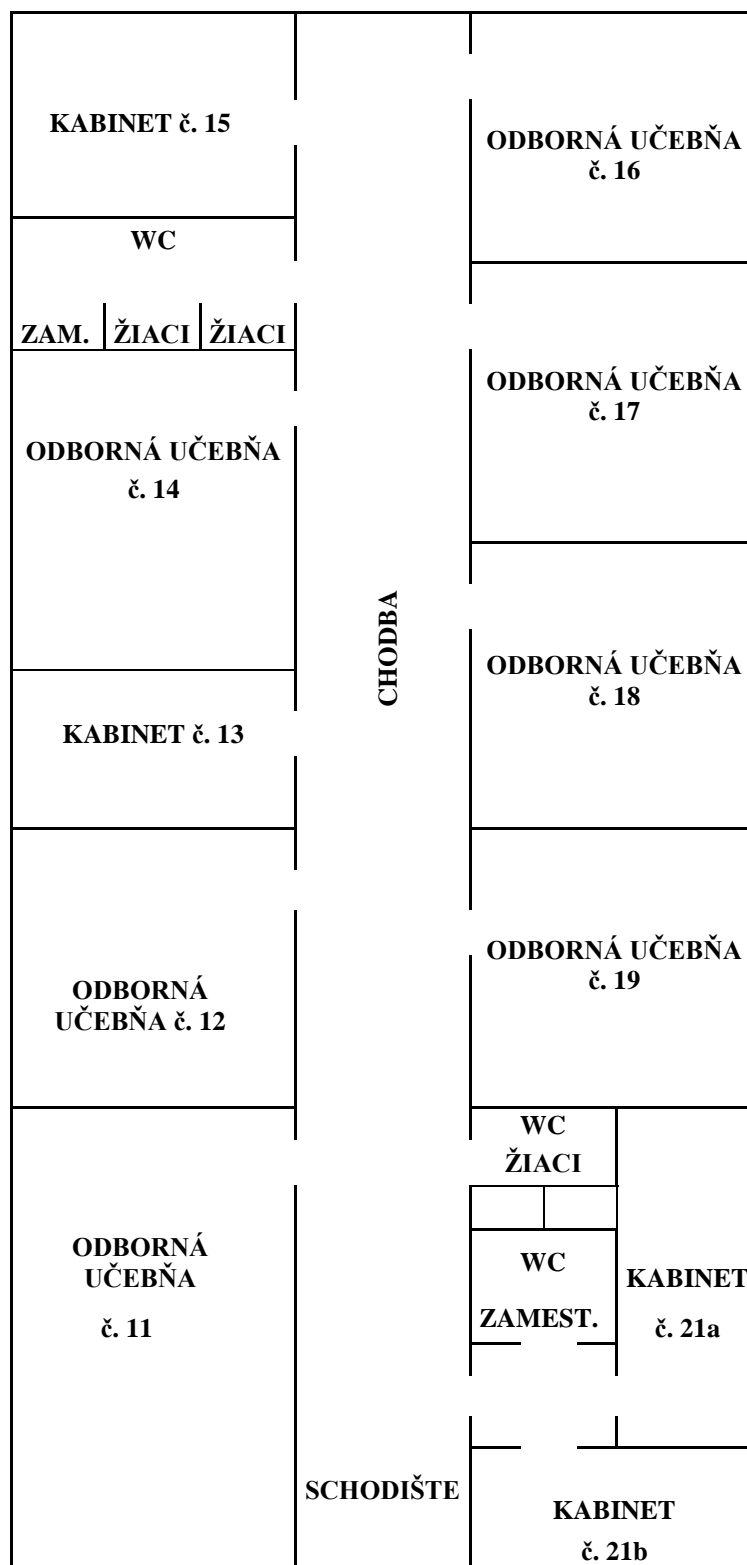 KABINET č. 15
ODBORNÁ UČEBŇA
č. 16
WC
ZAM.
ŽIACI
ŽIACI
ODBORNÁ UČEBŇA
č. 17
ODBORNÁ UČEBŇA
č. 14
CHODBA
ODBORNÁ UČEBŇA
č. 18
KABINET č. 13
ODBORNÁ UČEBŇA
č. 19
ODBORNÁ
UČEBŇA č. 12
WC
ŽIACI
ODBORNÁ
UČEBŇA
č. 11
WC
ZAMEST.
KABINET
č. 21a
SCHODIŠTE
KABINET
č. 21b